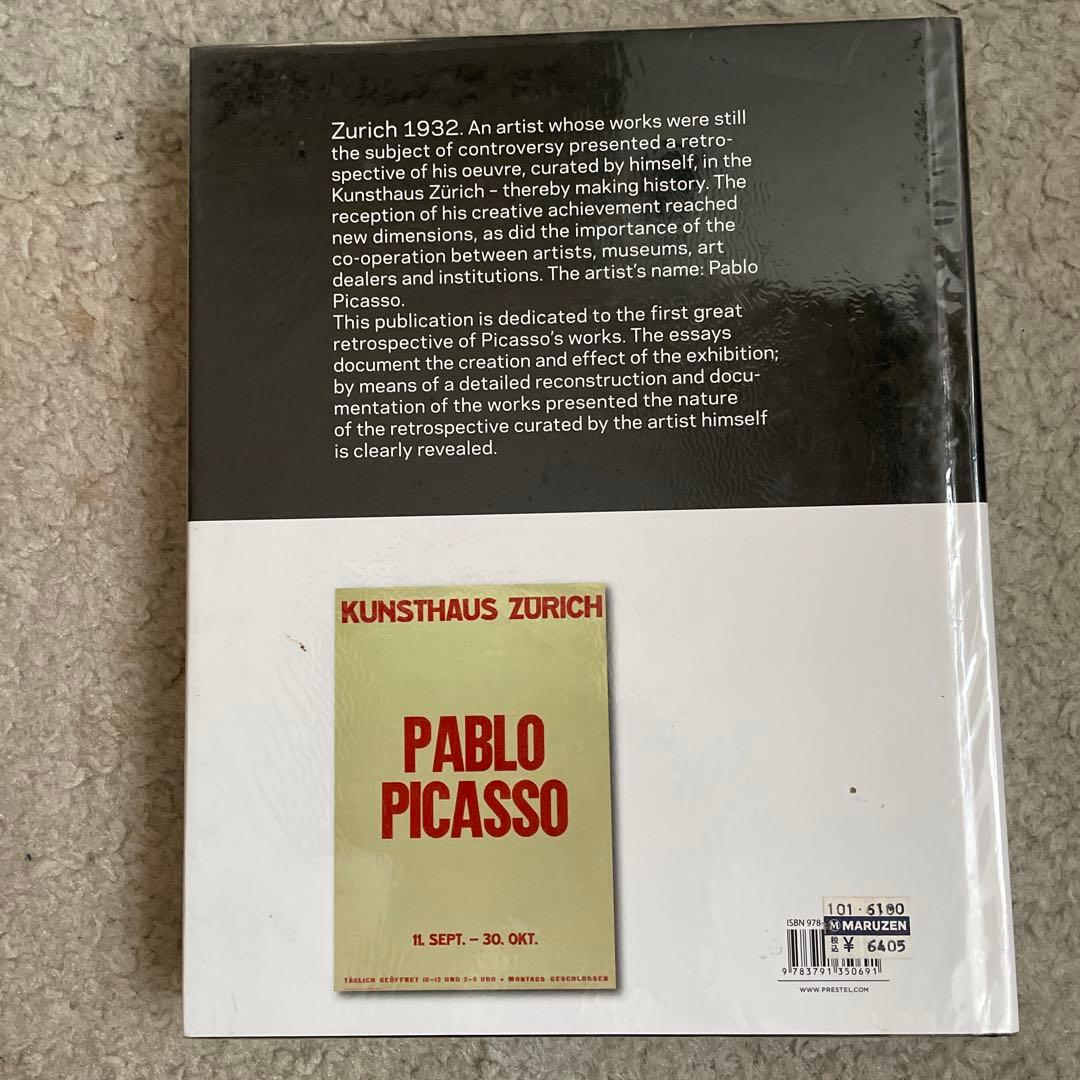 Zurich 1932. An artist whose works were still
the subject of controversy presented a retro-
spective of his oeuvre, curated by himself, in the
Kunsthaus Zürich – thereby making history. The
reception of his creative achievement reached
new dimensions, as did the importance of the
co-operation between artists, museums, art
dealers and institutions. The artist's name: Pablo
Picasso.
This publication is dedicated to the first great
retrospective of Picasso's works. The essays
document the creation and effect of the exhibition;
by means of a detailed reconstruction and docu-
mentation of the works presented the nature
of the retrospective curated by the artist himself
is clearly revealed.
KUNSTHAUS ZÜRICH
PABLO
PICASSO
11. SEPT. – 30. OKT.
TÄGLICH GEÖFFNET 10–12 UND 2–5 UHR • MONTAGS GESCHLOSSEN
101 · 6100
ISBN 978-
M MARUZEN
税込 ¥ 6405
9 783791 350691
WWW.PRESTEL.COM